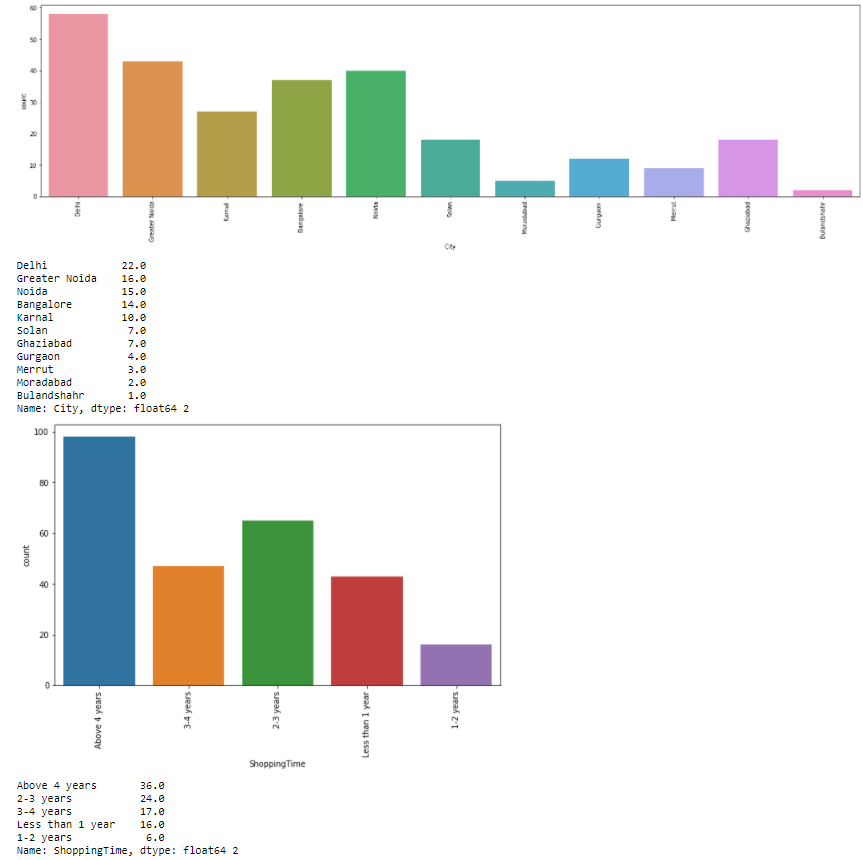 60
50
40
30
20
10
0
count
Delhi
Greater Noida
Karnal
Bangalore
Noida
Solan
Moradabad
Gurgaon
Merrut
Ghaziabad
Bulandshahr
City
Delhi 22.0
Greater Noida 16.0
Noida 15.0
Bangalore 14.0
Karnal 10.0
Solan 7.0
Ghaziabad 7.0
Gurgaon 4.0
Merrut 3.0
Moradabad 2.0
Bulandshahr 1.0
Name: City, dtype: float64 2
100
80
60
40
20
0
count
Above 4 years
3-4 years
2-3 years
Less than 1 year
1-2 years
ShoppingTime
Above 4 years 36.0
2-3 years 24.0
3-4 years 17.0
Less than 1 year 16.0
1-2 years 6.0
Name: ShoppingTime, dtype: float64 2